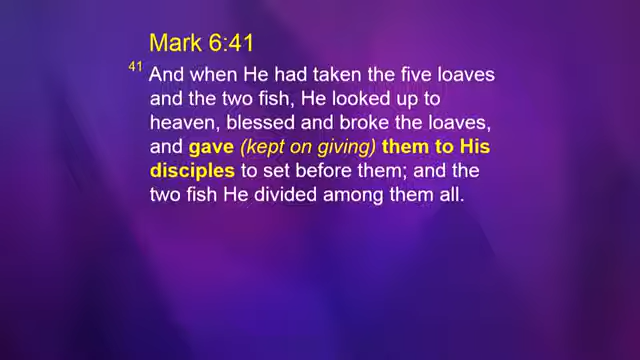 Mark 6:41
41 And when He had taken the five loaves
and the two fish, He looked up to
heaven, blessed and broke the loaves,
and gave (kept on giving) them to His
disciples to set before them; and the
two fish He divided among them all.